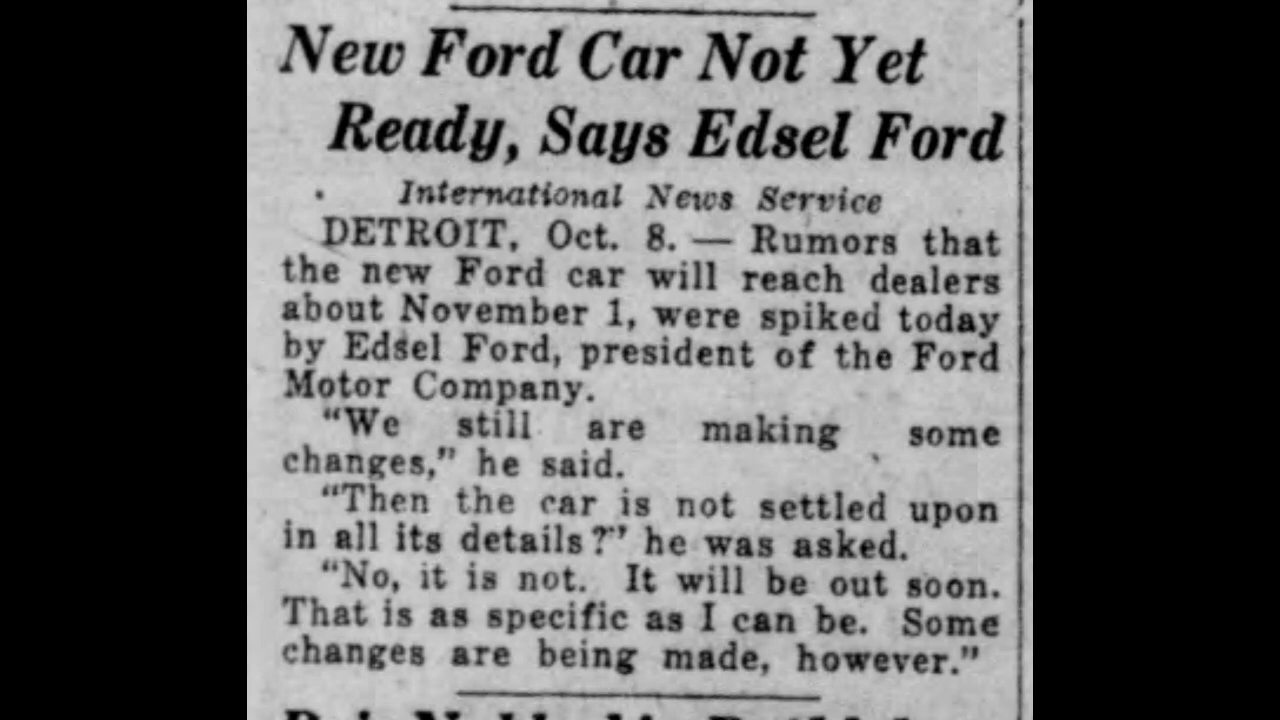 New Ford Car Not Yet
Ready, Says Edsel Ford
International News Service
DETROIT, Oct. 8. — Rumors that
the new Ford car will reach dealers
about November 1, were spiked today
by Edsel Ford, president of the Ford
Motor Company.
"We still are making some
changes," he said.
"Then the car is not settled upon
in all its details?" he was asked.
"No, it is not. It will be out soon.
That is as specific as I can be. Some
changes are being made, however."